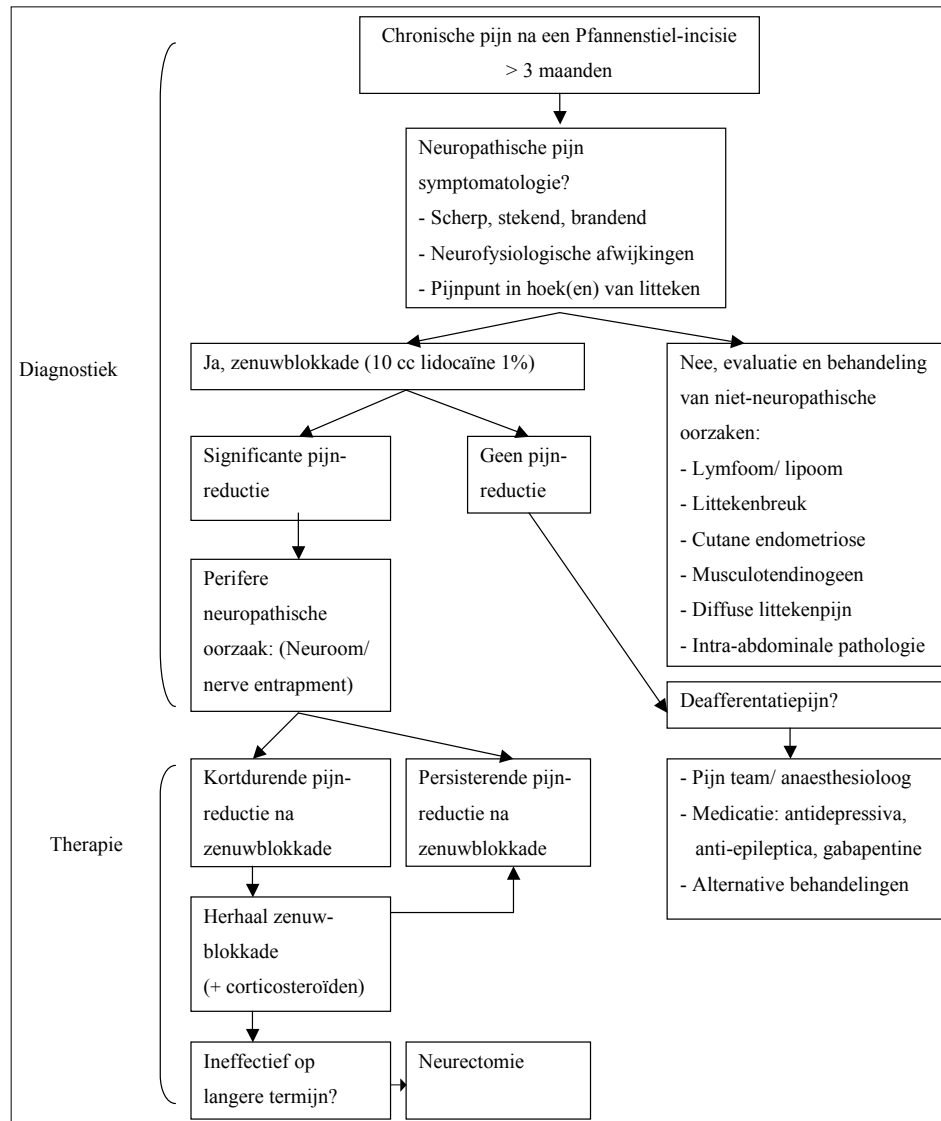 Chronische pijn na een Pfannenstiel-incisie
> 3 maanden
Neuropathische pijn
symptomatologie?
- Scherp, stekend, brandend
- Neurofysiologische afwijkingen
- Pijnpunt in hoek(en) van litteken
Diagnostiek
Ja, zenuwblokkade (10 cc lidocaïne 1%)
Nee, evaluatie en behandeling
van niet-neuropathische
oorzaken:
- Lymfoom/ lipoom
- Littekenbreuk
- Cutane endometriose
- Musculotendinogeen
- Diffuse littekenpijn
- Intra-abdominale pathologie
Significante pijn-
reductie
Geen pijn-
reductie
Perifere
neuropathische
oorzaak: (Neuroom/
nerve entrapment)
Deafferentatiepijn?
Therapie
Kortdurende pijn-
reductie na
zenuwblokkade
Persisterende pijn-
reductie na
zenuwblokkade
- Pijn team/ anaesthesioloog
- Medicatie: antidepressiva,
anti-epileptica, gabapentine
- Alternative behandelingen
Herhaal zenuw-
blokkade
(+ corticosteroïden)
Ineffectief op
langere termijn?
Neurectomie